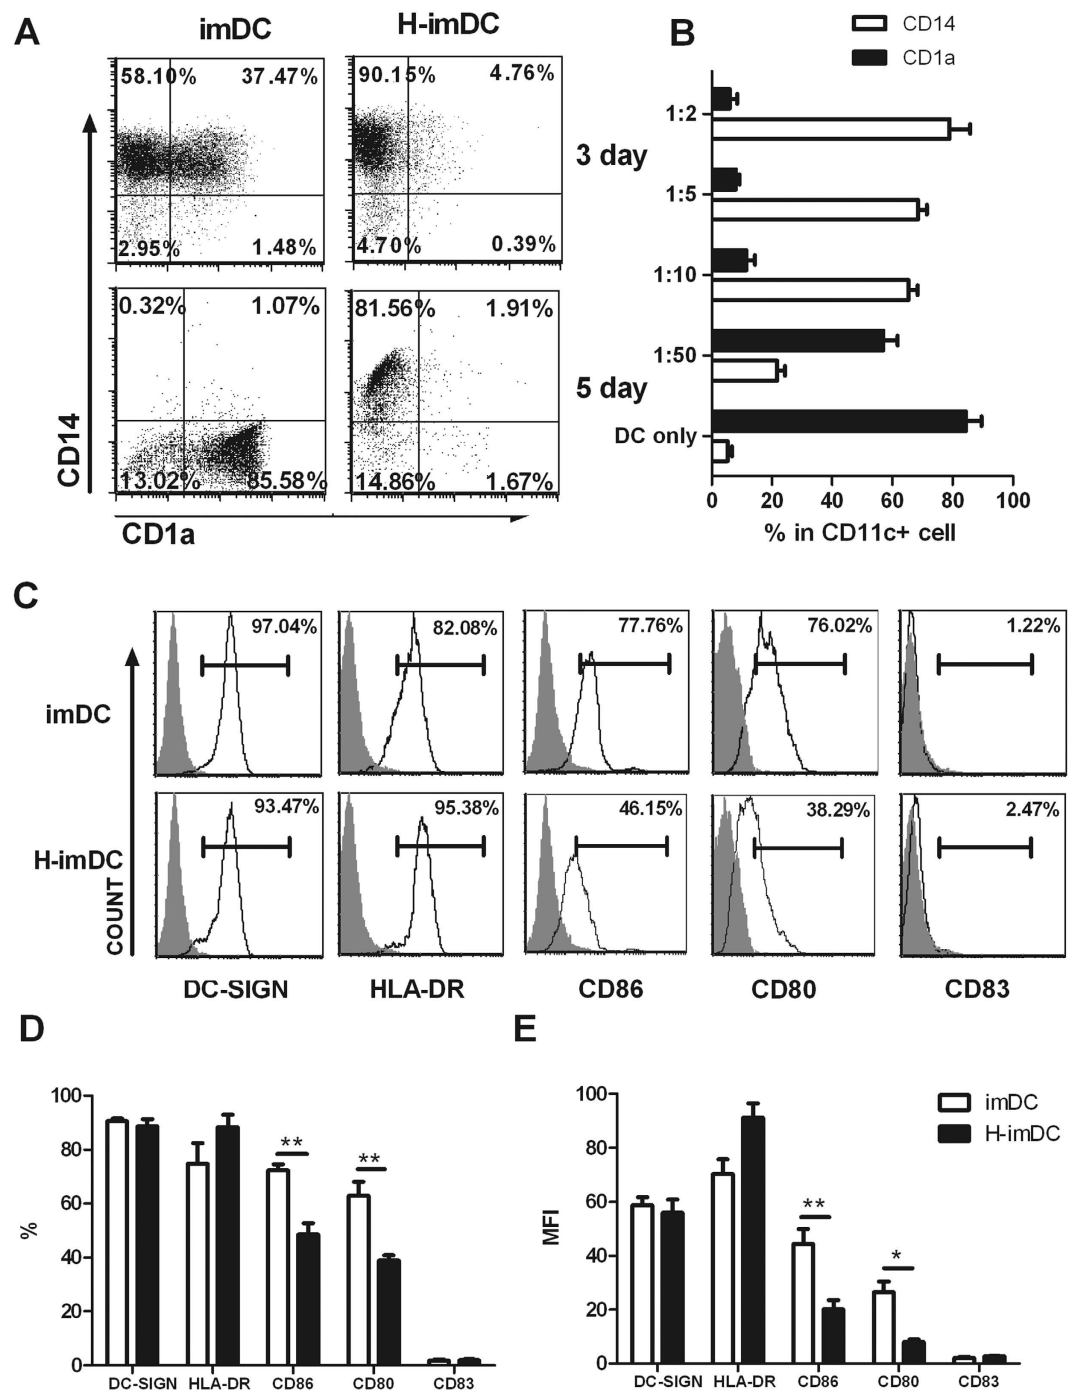 A
imDC
H-imDC
58.10%
37.47%
2.95%
1.48%
90.15%
4.76%
4.70%
0.39%
3 day
0.32%
1.07%
13.02%
85.58%
81.56%
1.91%
14.86%
1.67%
5 day
CD14
CD1a
B
CD14
CD1a
1:2
1:5
1:10
1:50
DC only
0 20 40 60 80 100
% in CD11c+ cell
C
imDC
97.04%
82.08%
77.76%
76.02%
1.22%
H-imDC
93.47%
95.38%
46.15%
38.29%
2.47%
COUNT
DC-SIGN HLA-DR CD86 CD80 CD83
D
100
80
60
40
20
0
%
**
**
DC-SIGN HLA-DR CD86 CD80 CD83
E
100
80
60
40
20
0
MFI
**
*
imDC
H-imDC
DC-SIGN HLA-DR CD86 CD80 CD83